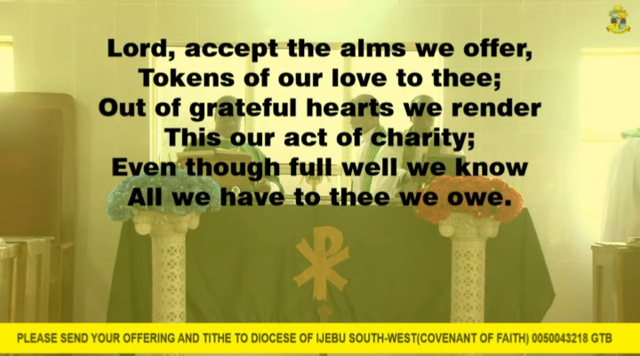 Lord, accept the alms we offer,
Tokens of our love to thee;
Out of grateful hearts we render
This our act of charity;
Even though full well we know
All we have to thee we owe.
PLEASE SEND YOUR OFFERING AND TITHE TO DIOCESE OF IJEBU SOUTH-WEST(COVENANT OF FAITH) 0050043218 GTB